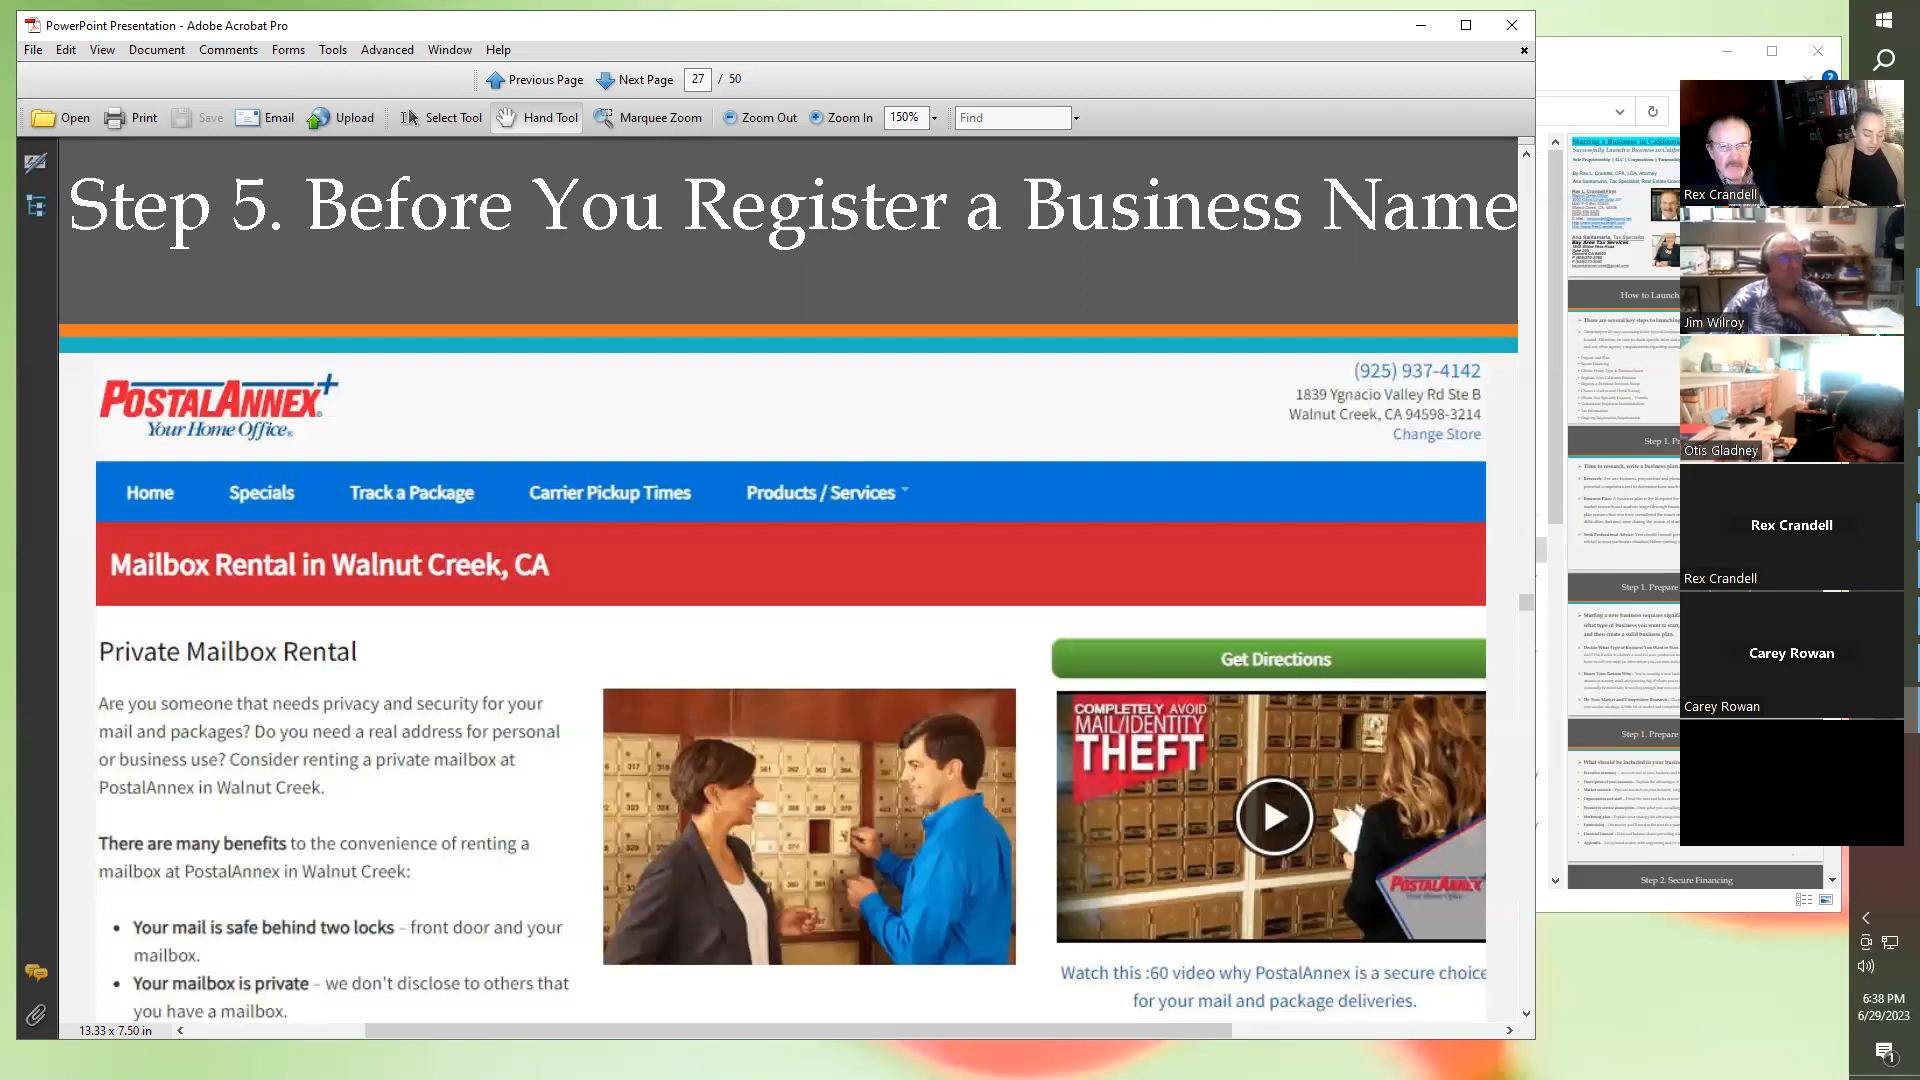 PowerPoint Presentation - Adobe Acrobat Pro
File Edit View Document Comments Forms Tools Advanced Window Help
Previous Page Next Page 27 / 50
Open Print Save Email Upload Select Tool Hand Tool Marquee Zoom Zoom Out Zoom In 150% Find
Step 5. Before You Register a Business Name
POSTALANNEX+
Your Home Office
(925) 937-4142
1839 Ygnacio Valley Rd Ste B
Walnut Creek, CA 94598-3214
Change Store
Home Specials Track a Package Carrier Pickup Times Products / Services
Mailbox Rental in Walnut Creek, CA
Private Mailbox Rental
Get Directions
Are you someone that needs privacy and security for your
mail and packages? Do you need a real address for personal
or business use? Consider renting a private mailbox at
PostalAnnex in Walnut Creek.
There are many benefits to the convenience of renting a
mailbox at PostalAnnex in Walnut Creek:
• Your mail is safe behind two locks – front door and your
mailbox.
• Your mailbox is private – we don't disclose to others that
you have a mailbox.
COMPLETELY AVOID
MAIL/IDENTITY
THEFT
POSTALANNEX
Watch this :60 video why PostalAnnex is a secure choice
for your mail and package deliveries.
13.33 x 7.50 in
Starting a Business in California
How to Launch
Step 1. Prepare
Step 1. Prepare
Step 2. Secure Financing
Rex Crandell
Jim Wilroy
Otis Gladney
Rex Crandell
Rex Crandell
Carey Rowan
Carey Rowan
6:38 PM
6/29/2023
1